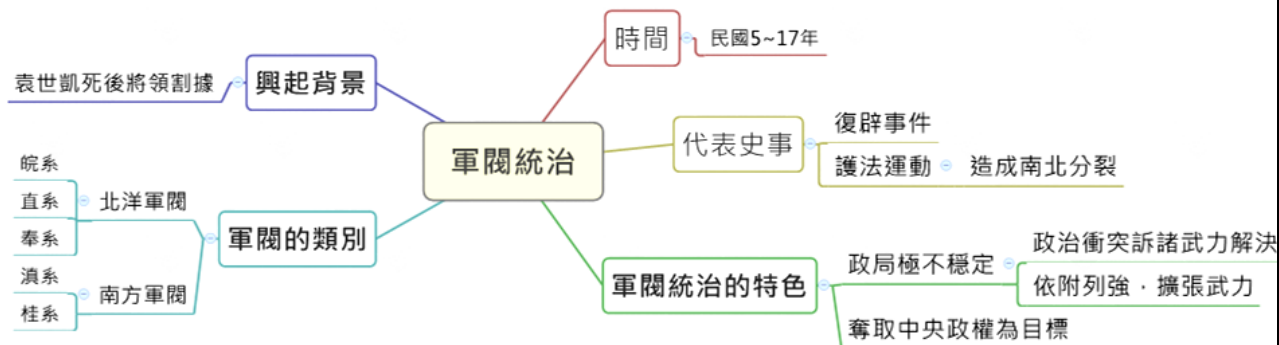 軍閥統治
時間
民國5~17年
代表史事
復辟事件
護法運動
造成南北分裂
軍閥統治的特色
政局極不穩定
政治衝突訴諸武力解決
依附列強，擴張武力
奪取中央政權為目標
興起背景
袁世凱死後將領割據
軍閥的類別
北洋軍閥
皖系
直系
奉系
南方軍閥
滇系
桂系